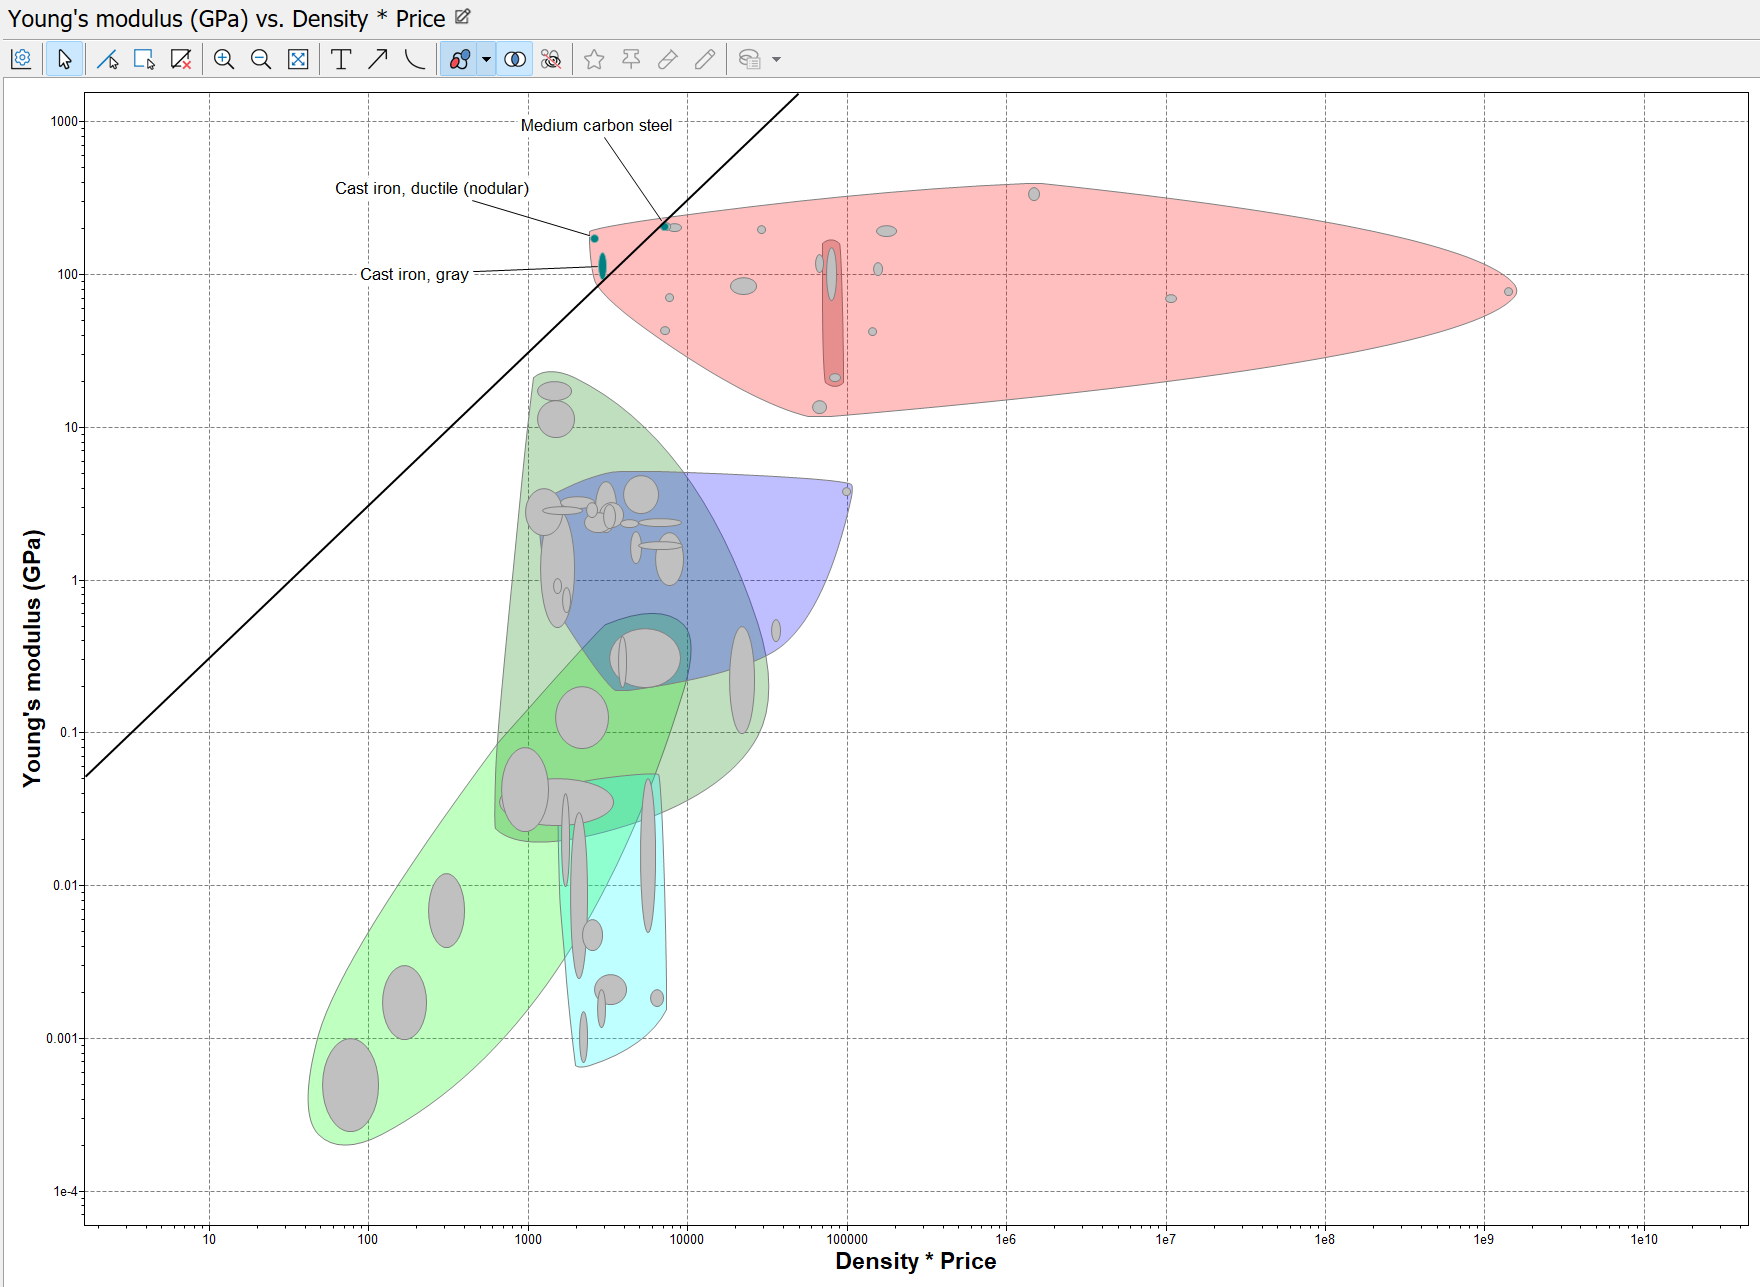 Young's modulus (GPa) vs. Density * Price
T
Medium carbon steel
Cast iron, ductile (nodular)
Cast iron, gray
Young's modulus (GPa)
1000
100
10
1
0.1
0.01
0.001
1e-4
10
100
1000
10000
100000
1e6
1e7
1e8
1e9
1e10
Density * Price